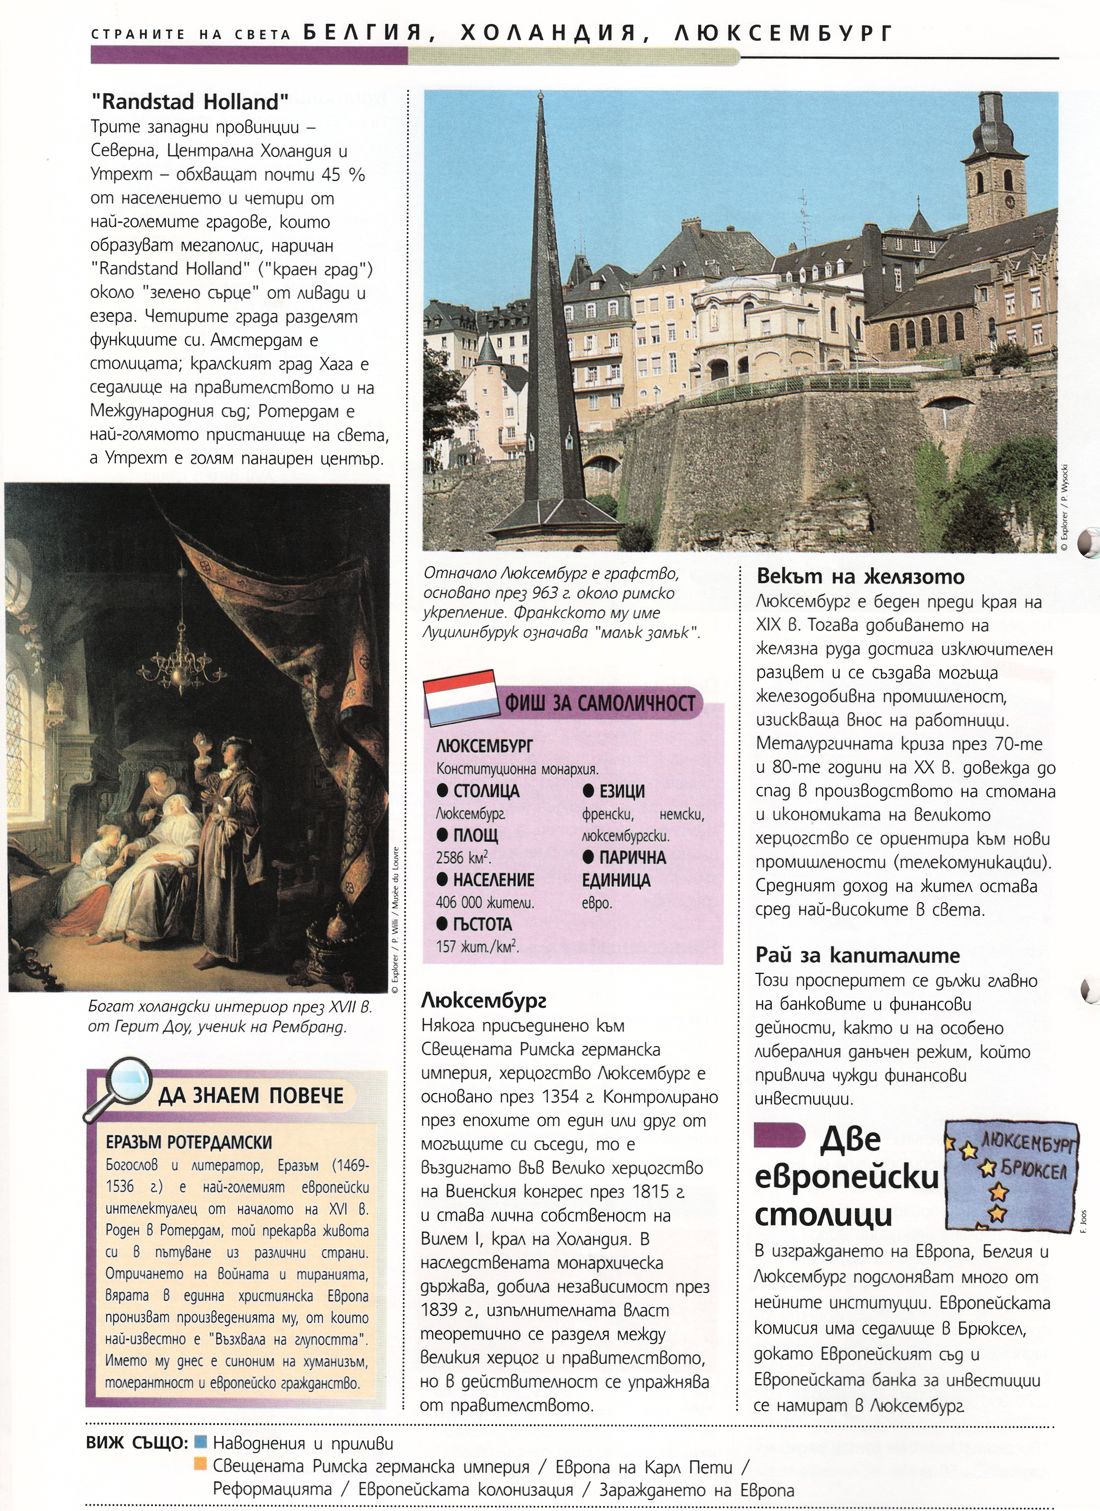 СТРАНИТЕ НА СВЕТА БЕЛГИЯ, ХОЛАНДИЯ, ЛЮКСЕМБУРГ
"Randstad Holland"
Трите западни провинции –
Северна, Централна Холандия и
Утрехт – обхващат почти 45 %
от населението и четири от
най-големите градове, които
образуват мегаполис, наричан
"Randstand Holland" ("краен град")
около "зелено сърце" от ливади и
езера. Четирите града разделят
функциите си. Амстердам е
столицата; кралският град Хага е
седалище на правителството и на
Международния съд; Ротердам е
най-голямото пристанище на света,
а Утрехт е голям панаирен център.
© Explorer / P. Willi / Musée du Louvre
Богат холандски интериор през XVII в.
от Герит Доу, ученик на Рембранд.
ДА ЗНАЕМ ПОВЕЧЕ
ЕРАЗЪМ РОТЕРДАМСКИ
Богослов и литератор, Еразъм (1469-
1536 г.) е най-големият европейски
интелектуалец от началото на XVI в.
Роден в Ротердам, той прекарва живота
си в пътуване из различни страни.
Отричането на войната и тиранията,
вярата в единна християнска Европа
пронизват произведенията му, от които
най-известно е "Възхвала на глупостта".
Името му днес е синоним на хуманизъм,
толерантност и европейско гражданство.
© Explorer / P. Wysocki
Отначало Люксембург е графство,
основано през 963 г. около римско
укрепление. Франкското му име
Луцилинбурук означава "малък замък".
ФИШ ЗА САМОЛИЧНОСТ
ЛЮКСЕМБУРГ
Конституционна монархия.
● СТОЛИЦА
Люксембург.
● ПЛОЩ
2586 км².
● НАСЕЛЕНИЕ
406 000 жители.
● ГЪСТОТА
157 жит./км².
● ЕЗИЦИ
френски, немски,
люксембургски.
● ПАРИЧНА
ЕДИНИЦА
евро.
Люксембург
Някога присъединено към
Свещената Римска германска
империя, херцогство Люксембург е
основано през 1354 г. Контролирано
през епохите от един или друг от
могъщите си съседи, то е
въздигнато във Велико херцогство
на Виенския конгрес през 1815 г.
и става лична собственост на
Вилем I, крал на Холандия. В
наследствената монархическа
държава, добила независимост през
1839 г., изпълнителната власт
теоретично се разделя между
великия херцог и правителството,
но в действителност се упражнява
от правителството.
Векът на желязото
Люксембург е беден преди края на
XIX в. Тогава добиването на
желязна руда достига изключителен
разцвет и се създава могъща
железодобивна промишленост,
изискваща внос на работници.
Металургичната криза през 70-те
и 80-те години на XX в. довежда до
спад в производството на стомана
и икономиката на великото
херцогство се ориентира към нови
промишлености (телекомуникации).
Средният доход на жител остава
сред най-високите в света.
Рай за капиталите
Този просперитет се дължи главно
на банковите и финансови
дейности, както и на особено
либералния данъчен режим, който
привлича чужди финансови
инвестиции.
Две
европейски
столици
ЛЮКСЕМБУРГ
БРЮКСЕЛ
F. Joos
В изграждането на Европа, Белгия и
Люксембург подслоняват много от
нейните институции. Европейската
комисия има седалище в Брюксел,
докато Европейският съд и
Европейската банка за инвестиции
се намират в Люксембург.
ВИЖ СЪЩО: Наводнения и приливи
Свещената Римска германска империя / Европа на Карл Пети /
Реформацията / Европейската колонизация / Зараждането на Европа